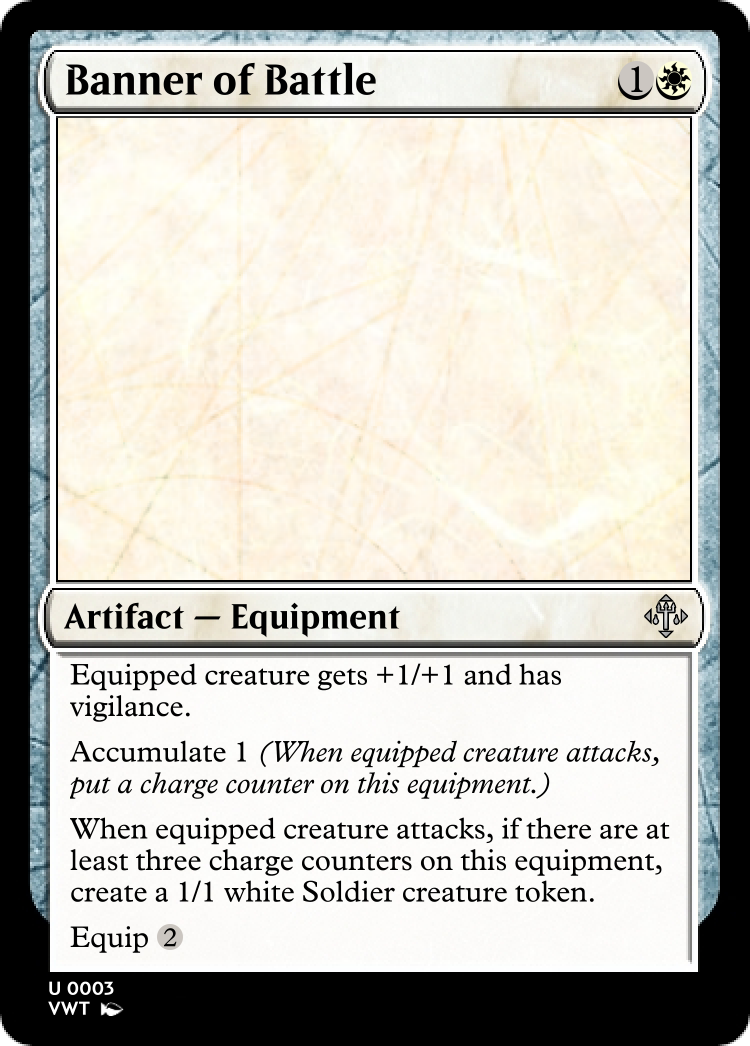 Banner of Battle 1
Artifact — Equipment
Equipped creature gets +1/+1 and has
vigilance.
Accumulate 1 (When equipped creature attacks,
put a charge counter on this equipment.)
When equipped creature attacks, if there are at
least three charge counters on this equipment,
create a 1/1 white Soldier creature token.
Equip 2
U 0003
VWT